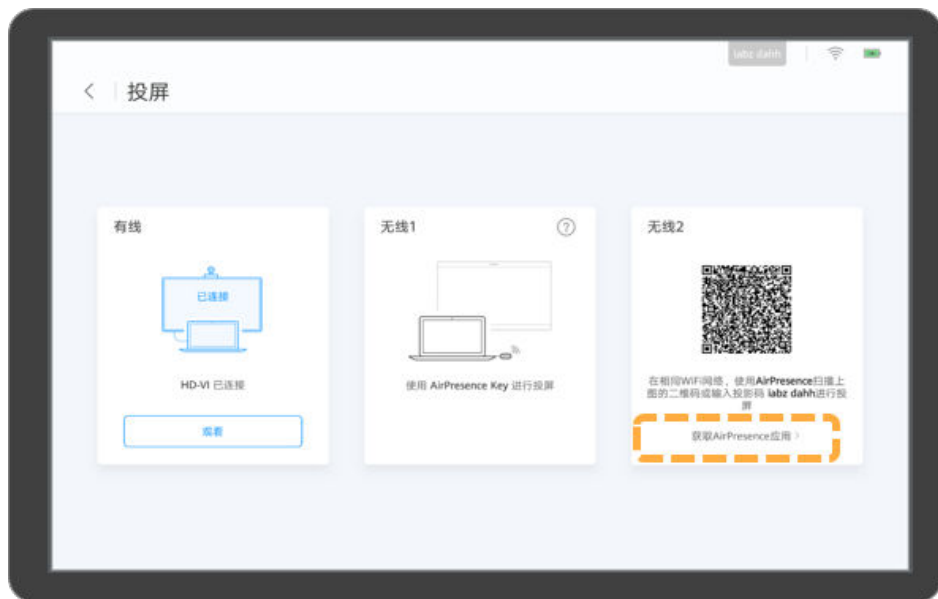 iabz dahh
投屏
有线
已连接
HD-VI 已连接
观看
无线1
使用 AirPresence Key 进行投屏
无线2
在相同WiFi网络，使用AirPresence扫描上
图的二维码或输入投影码 iabz dahh进行投
屏
获取AirPresence应用